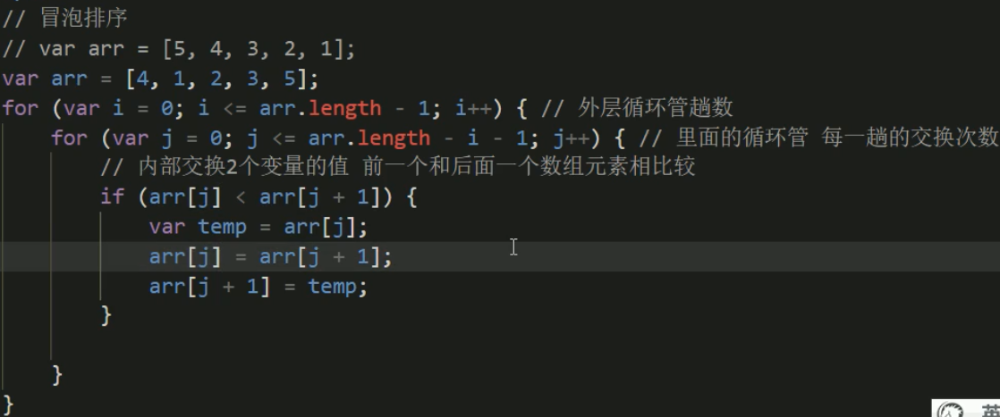 // 冒泡排序
// var arr = [5, 4, 3, 2, 1];
var arr = [4, 1, 2, 3, 5];
for (var i = 0; i <= arr.length - 1; i++) { // 外层循环管趟数
    for (var j = 0; j <= arr.length - i - 1; j++) { // 里面的循环管 每一趟的交换次数
        // 内部交换2个变量的值 前一个和后面一个数组元素相比较
        if (arr[j] < arr[j + 1]) {
            var temp = arr[j];
            arr[j] = arr[j + 1];
            arr[j + 1] = temp;
        }
    }
}
英